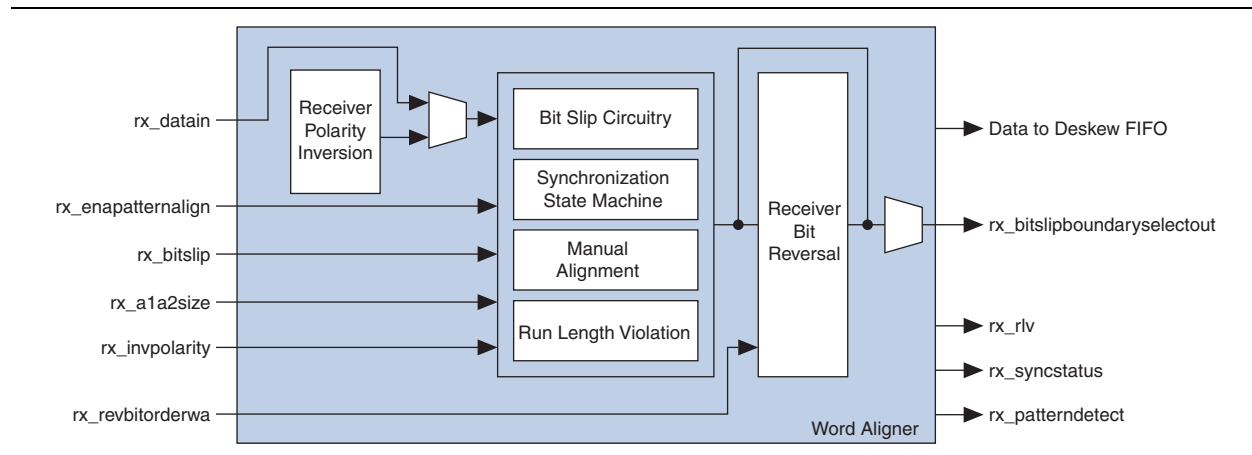 rx_datain
rx_enapatternalign
rx_bitslip
rx_a1a2size
rx_invpolarity
rx_revbitorderwa
Receiver
Polarity
Inversion
Bit Slip Circuitry
Synchronization
State Machine
Manual
Alignment
Run Length Violation
Receiver
Bit
Reversal
Word Aligner
Data to Deskew FIFO
rx_bitslipboundaryselectout
rx_rlv
rx_syncstatus
rx_patterndetect